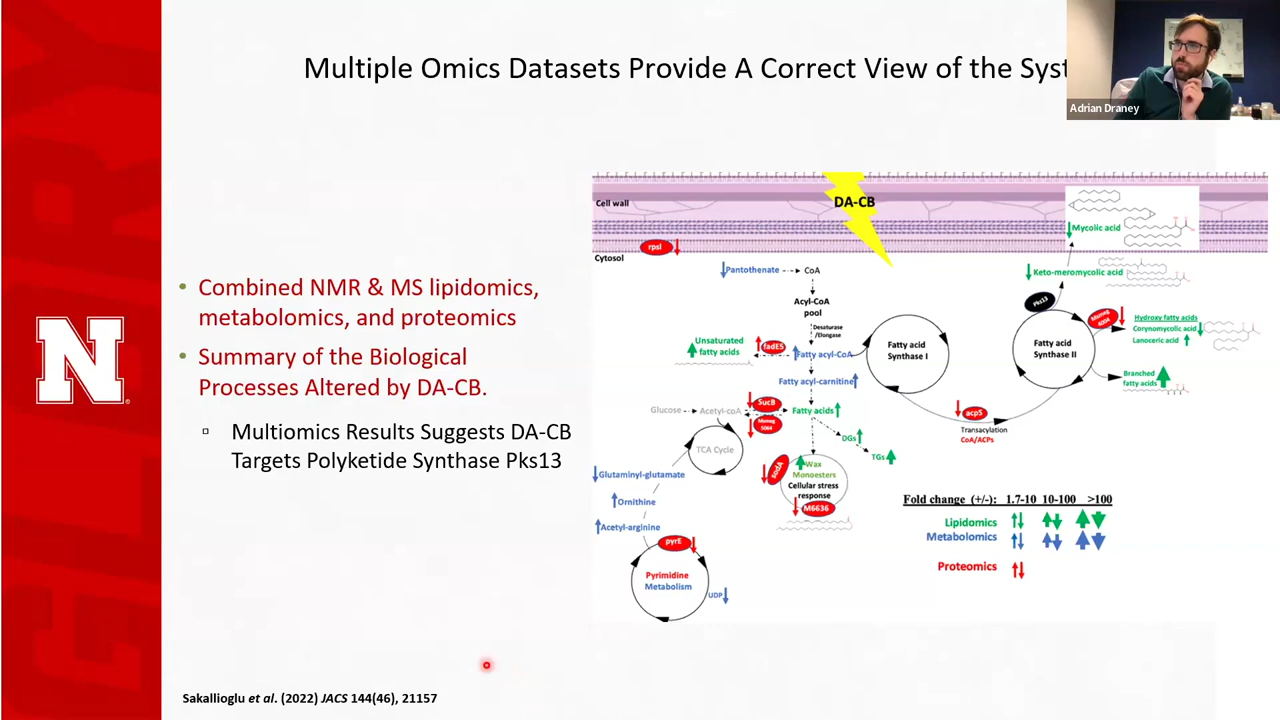 Multiple Omics Datasets Provide A Correct View of the Syst
Adrian Draney
Combined NMR & MS lipidomics,
metabolomics, and proteomics
Summary of the Biological
Processes Altered by DA-CB.
Multiomics Results Suggests DA-CB
Targets Polyketide Synthase Pks13
Sakallioglu et al. (2022) JACS 144(46), 21157
N
DA-CB
Cell wall
Mycolic acid
rpsl
Cytosol
Pantothenate
CoA
Keto-meromycolic acid
Acyl-CoA
pool
Pks13
Desaturase
/Elongase
Hydroxy fatty acids
Corynomycolic acid
Lanoceric acid
Unsaturated
fatty acids
fadE5
Fatty acyl-CoA
Fatty acid
Synthase I
Fatty acid
Synthase II
Fatty acyl-carnitine
Branched
fatty acids
SucB
Glucose
Acetyl-coA
Msmeg
5064
Fatty acids
acpS
Transacylation
CoA/ACPs
TCA Cycle
DGs
TGs
sodA
Wax
Monoesters
Cellular stress
response
M6636
Glutaminyl-glutamate
Ornithine
Acetyl-arginine
pyrE
Pyrimidine
Metabolism
UDP
Fold change (+/-): 1.7-10 10-100 >100
Lipidomics
Metabolomics
Proteomics